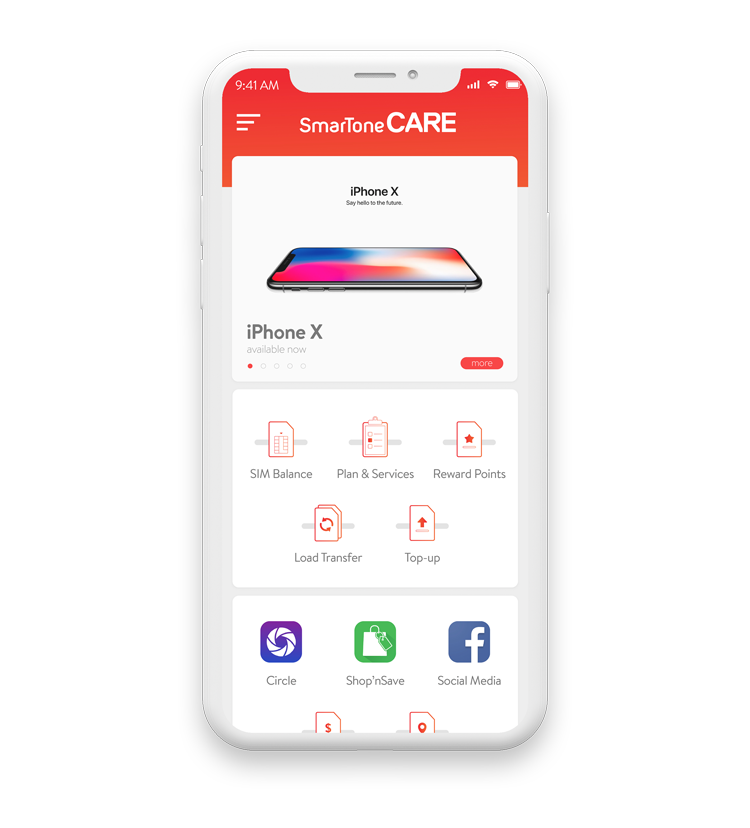 9:41 AM
SmarTone CARE
iPhone X
Say hello to the future.
iPhone X
available now
more
SIM Balance
Plan & Services
Reward Points
Load Transfer
Top-up
Circle
Shop'nSave
Social Media
$